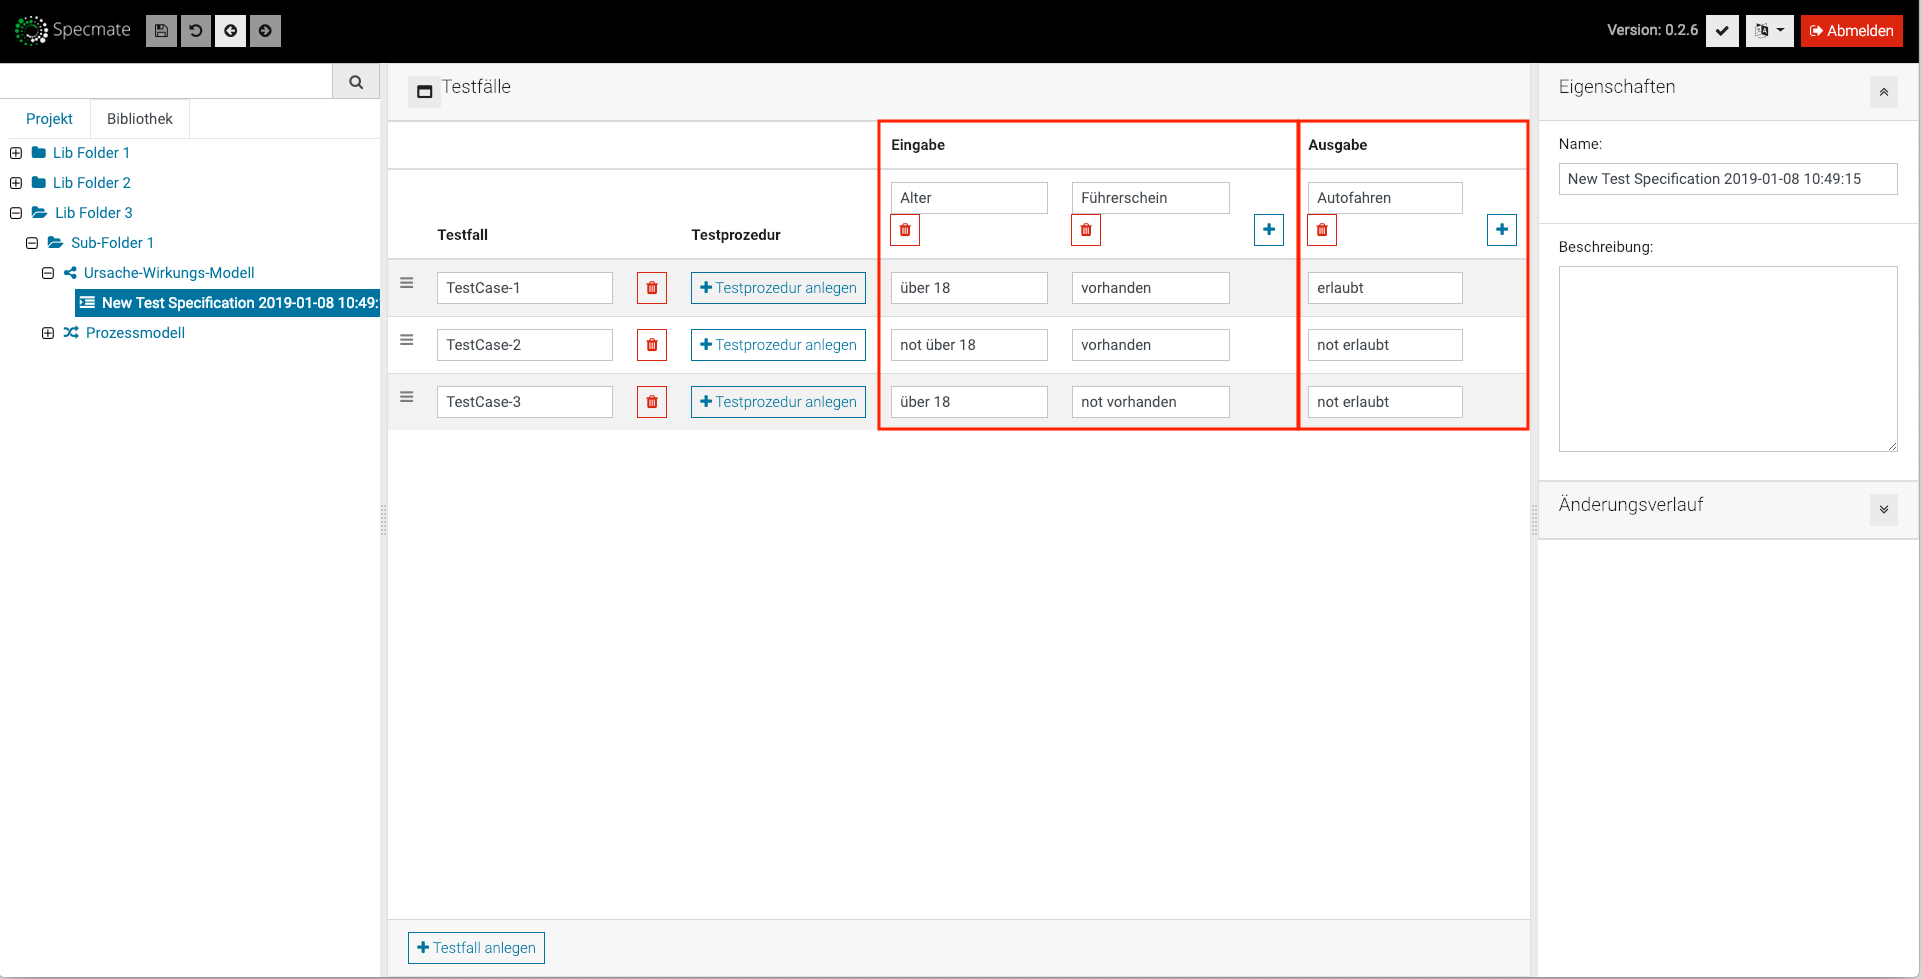 Specmate
Version: 0.2.6
Abmelden
Projekt
Bibliothek
Lib Folder 1
Lib Folder 2
Lib Folder 3
Sub-Folder 1
Ursache-Wirkungs-Modell
New Test Specification 2019-01-08 10:49:
Prozessmodell
Testfälle
Eingabe
Ausgabe
Alter
Führerschein
Autofahren
Testfall
Testprozedur
TestCase-1
Testprozedur anlegen
über 18
vorhanden
erlaubt
TestCase-2
Testprozedur anlegen
not über 18
vorhanden
not erlaubt
TestCase-3
Testprozedur anlegen
über 18
not vorhanden
not erlaubt
Testfall anlegen
Eigenschaften
Name:
New Test Specification 2019-01-08 10:49:15
Beschreibung:
Änderungsverlauf